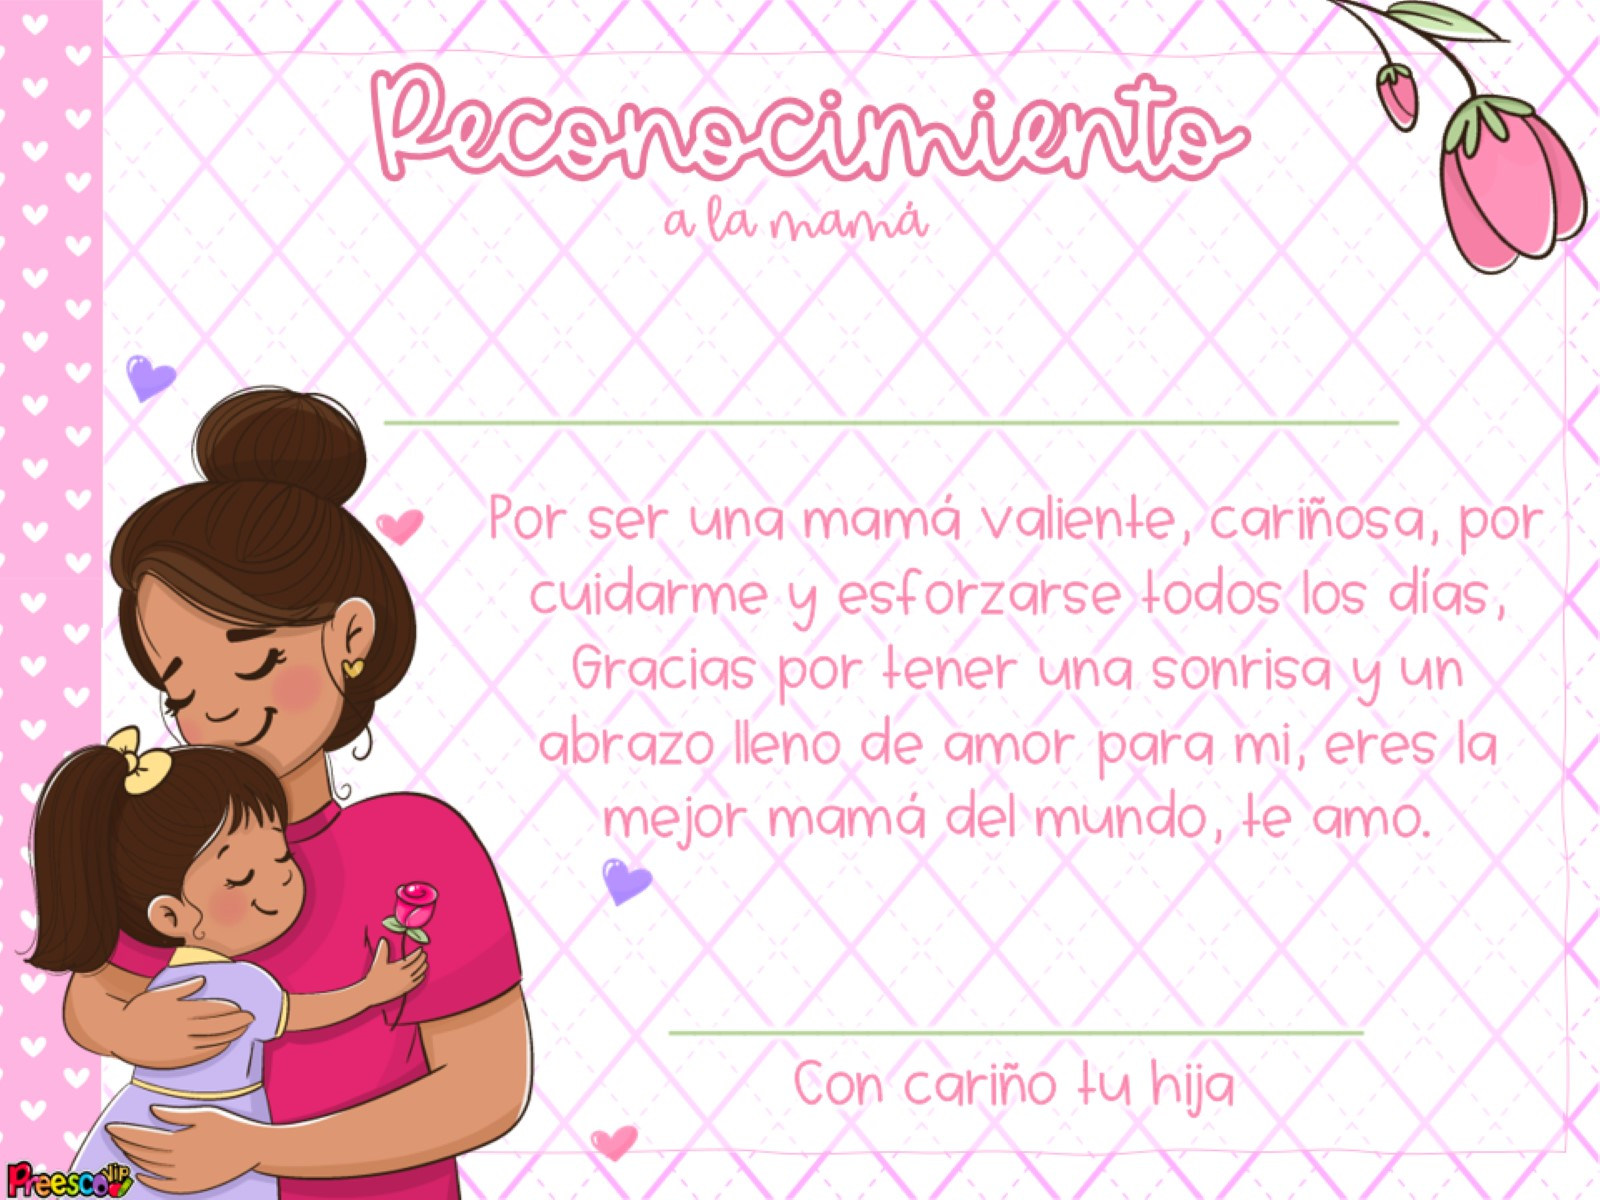 Reconocimiento
a la mamá
Por ser una mamá valiente, cariñosa, por
cuidarme y esforzarse todos los días,
Gracias por tener una sonrisa y un
abrazo lleno de amor para mi, eres la
mejor mamá del mundo, te amo.
Con cariño tu hija
Preesco Vip